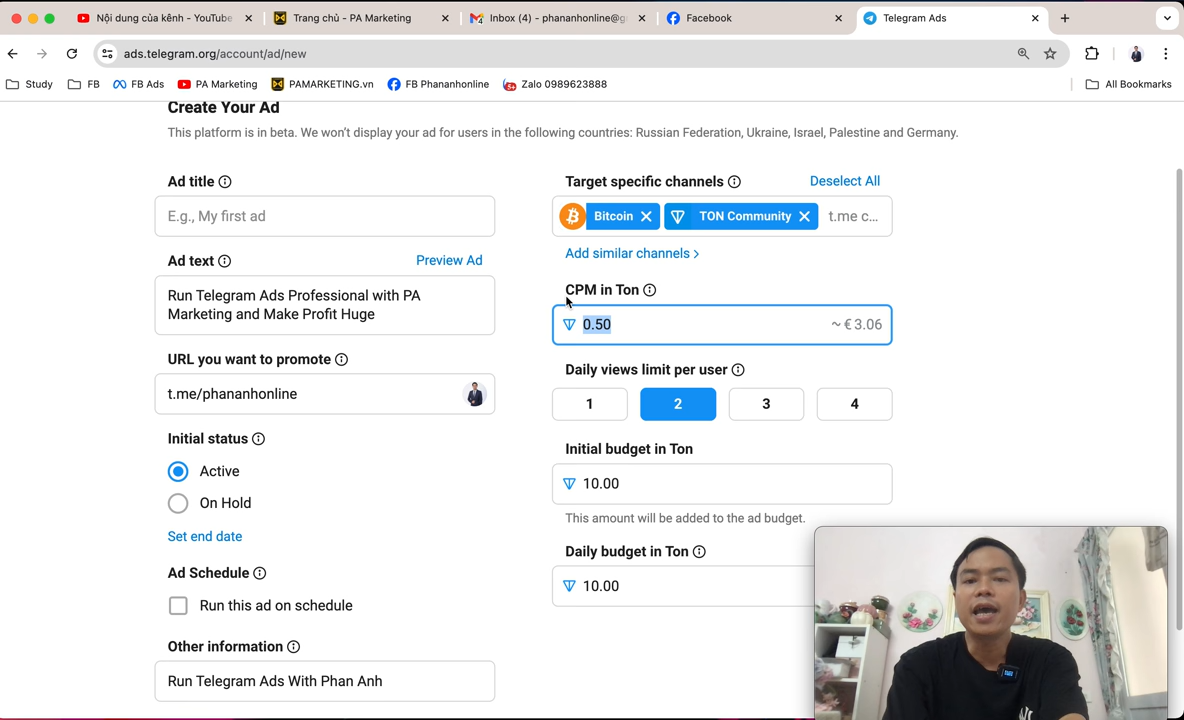 Nội dung của kênh - YouTube
Trang chủ - PA Marketing
Inbox (4) - phananhonline@g
Facebook
Telegram Ads
ads.telegram.org/account/ad/new
Study
FB
FB Ads
PA Marketing
PAMARKETING.vn
FB Phananhonline
Zalo 0989623888
All Bookmarks
Create Your Ad
This platform is in beta. We won't display your ad for users in the following countries: Russian Federation, Ukraine, Israel, Palestine and Germany.
Ad title
E.g., My first ad
Ad text
Preview Ad
Run Telegram Ads Professional with PA
Marketing and Make Profit Huge
URL you want to promote
t.me/phananhonline
Initial status
Active
On Hold
Set end date
Ad Schedule
Run this ad on schedule
Other information
Run Telegram Ads With Phan Anh
Target specific channels
Deselect All
Bitcoin
TON Community
t.me c...
Add similar channels >
CPM in Ton
0.50
~ € 3.06
Daily views limit per user
1
2
3
4
Initial budget in Ton
10.00
This amount will be added to the ad budget.
Daily budget in Ton
10.00